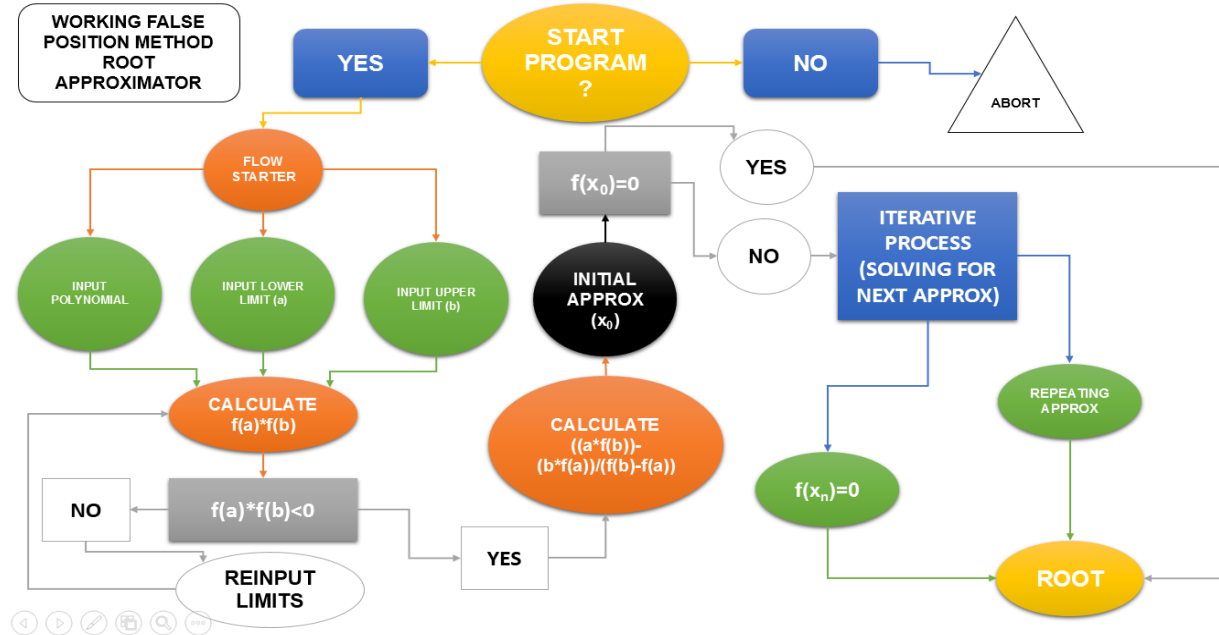 WORKING FALSE
POSITION METHOD
ROOT
APPROXIMATOR
YES
START
PROGRAM
?
NO
ABORT
FLOW
STARTER
f(x₀)=0
YES
NO
ITERATIVE
PROCESS
(SOLVING FOR
NEXT APPROX)
INPUT
POLYNOMIAL
INPUT LOWER
LIMIT (a)
INPUT UPPER
LIMIT (b)
INITIAL
APPROX
(x₀)
CALCULATE
f(a)*f(b)
CALCULATE
((a*f(b))-
(b*f(a))/(f(b)-f(a))
REPEATING
APPROX
NO
f(a)*f(b)<0
YES
f(xₙ)=0
REINPUT
LIMITS
ROOT